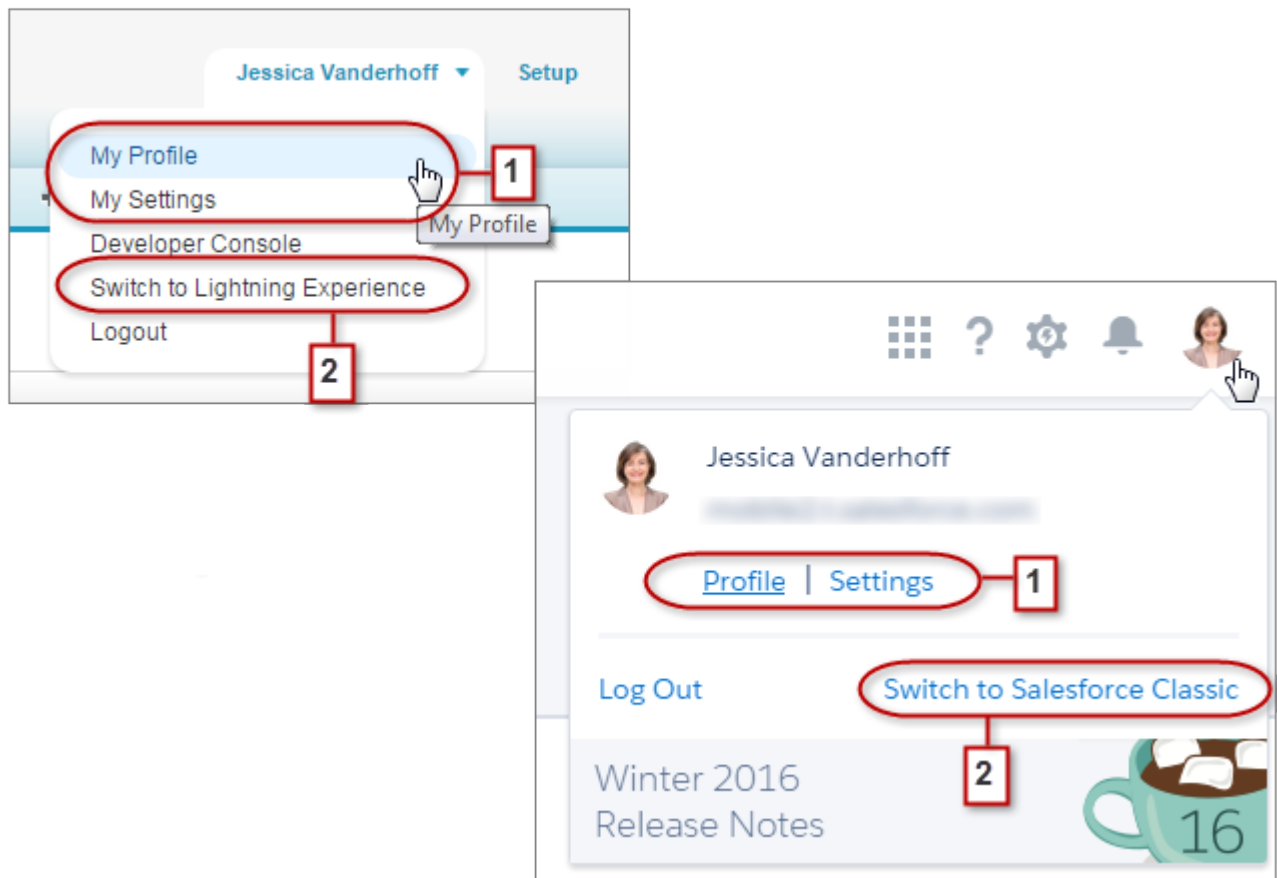 Jessica Vanderhoff Setup
My Profile
1
My Settings
My Profile
Developer Console
Switch to Lightning Experience
Logout
2
?
Jessica Vanderhoff
Profile | Settings
1
Log Out Switch to Salesforce Classic
2
Winter 2016
Release Notes
16